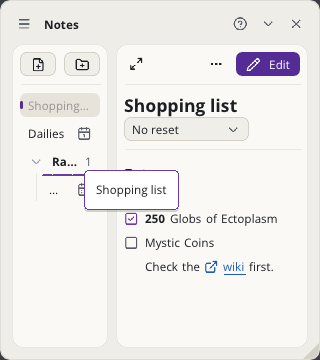 Notes
Shopping...
Dailies
Ra... 1
...
Edit
Shopping list
No reset
Shopping list
250 Globs of Ectoplasm
Mystic Coins
Check the wiki first.